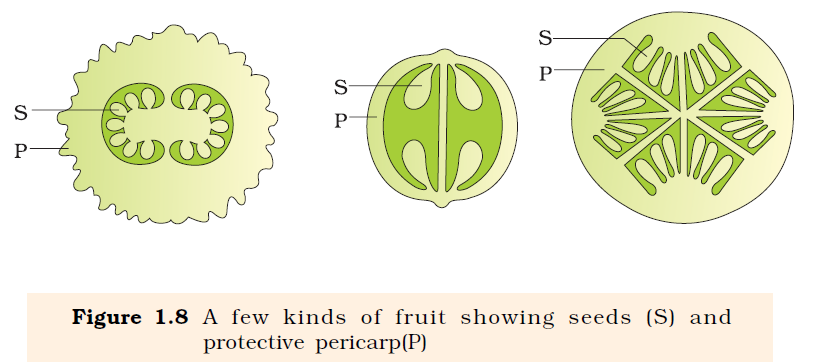 S
P
S
P
S
P
Figure 1.8 A few kinds of fruit showing seeds (S) and
protective pericarp(P)